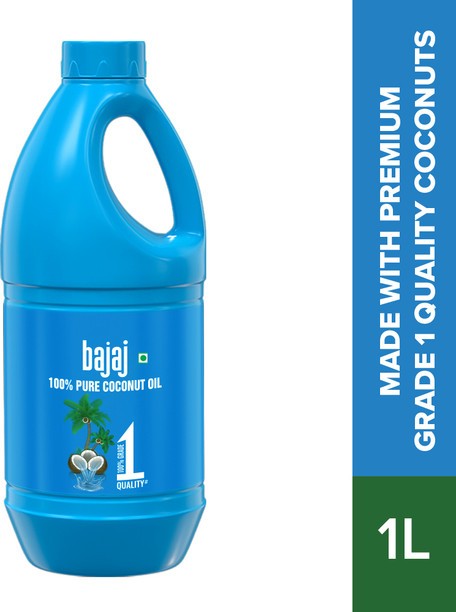 bajaj
100% PURE COCONUT OIL
100% GRADE
1
QUALITY#
MADE WITH PREMIUM
GRADE 1 QUALITY COCONUTS
1L